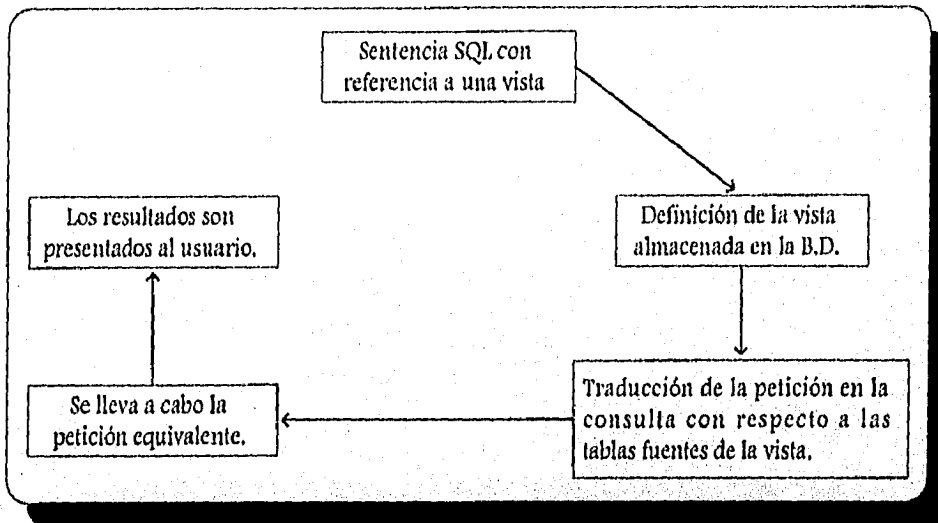 Sentencia SQL con
referencia a una vista
Definición de la vista
almacenada en la B.D.
Traducción de la petición en la
consulta con respecto a las
tablas fuentes de la vista.
Se lleva a cabo la
petición equivalente.
Los resultados son
presentados al usuario.